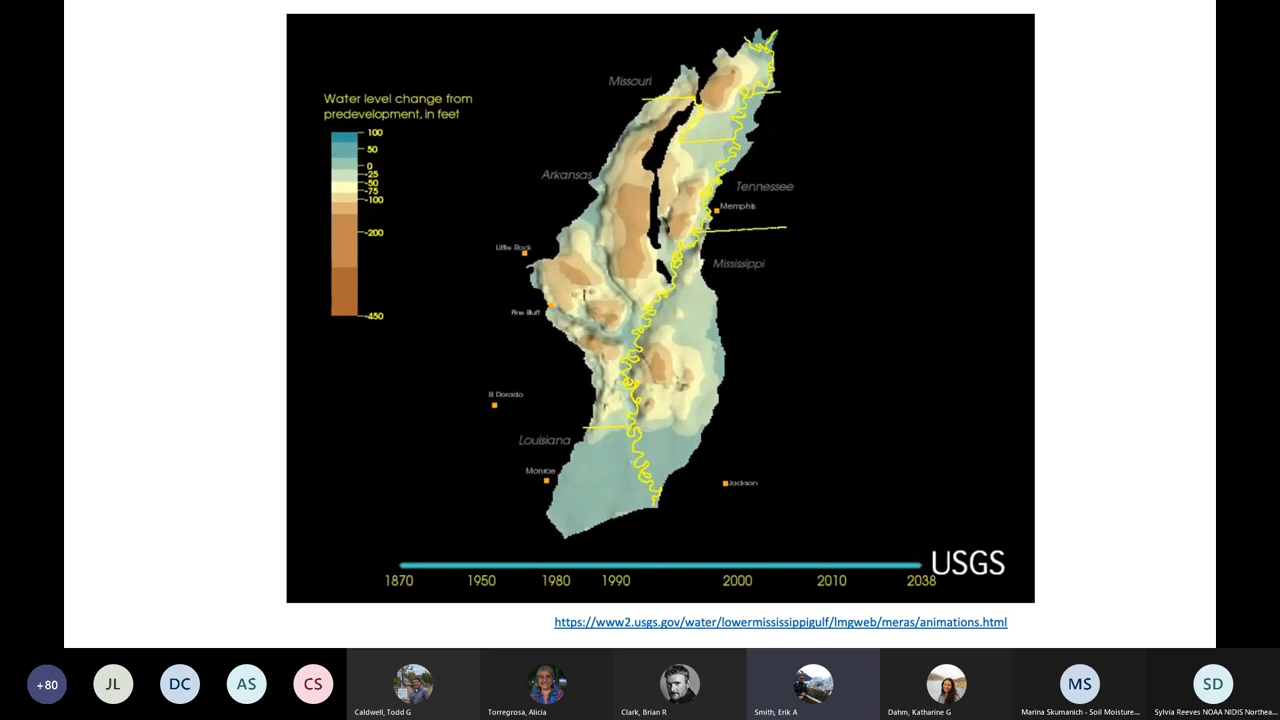 Water level change from
predevelopment, in feet
100
50
0
-25
-50
-75
-100
-200
-450
Missouri
Arkansas
Tennessee
Memphis
Little Rock
Mississippi
Pine Bluff
El Dorado
Louisiana
Monroe
Jackson
1870 1950 1980 1990 2000 2010 2038
USGS
https://www2.usgs.gov/water/lowermississippigulf/lmgweb/meras/animations.html
+80 JL DC AS CS MS SD
Caldwell, Todd G
Torregrosa, Alicia
Clark, Brian R
Smith, Erik A
Dahm, Katharine G
Marina Skumanich - Soil Moisture...
Sylvia Reeves NOAA NIDIS Northea...